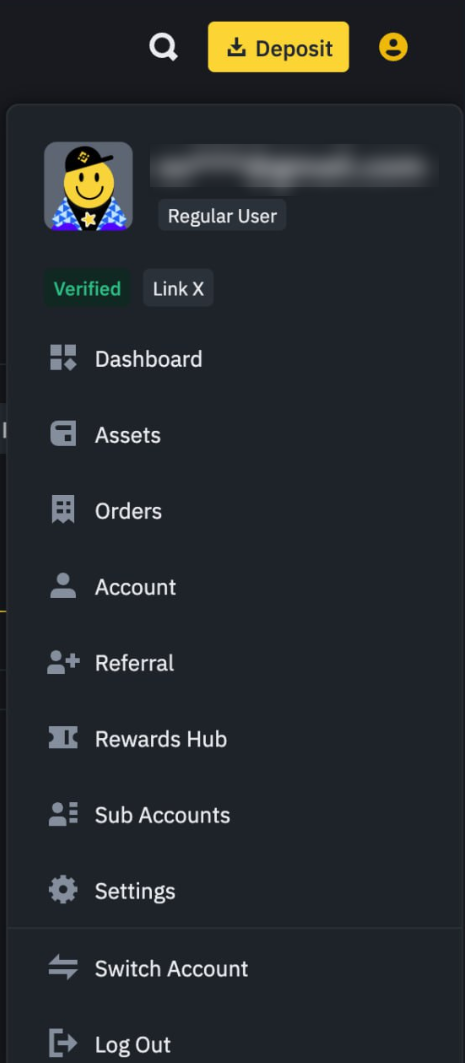 Deposit
Regular User
Verified
Link X
Dashboard
Assets
Orders
Account
Referral
Rewards Hub
Sub Accounts
Settings
Switch Account
Log Out